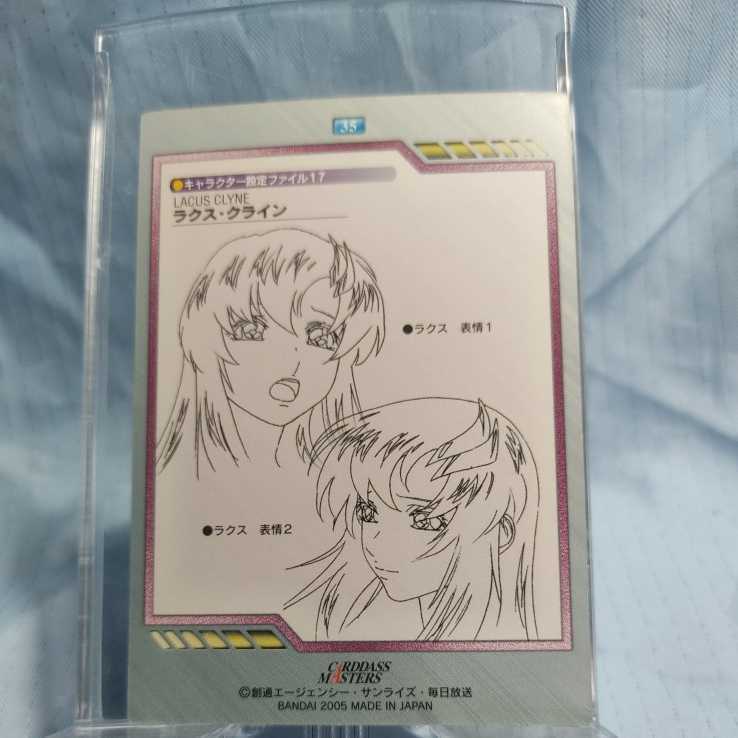 35
キャラクター設定ファイル17
LACUS CLYNE
ラクス・クライン
●ラクス 表情1
●ラクス 表情2
CARDDASS
MASTERS
©創通エージェンシー・サンライズ・毎日放送
BANDAI 2005 MADE IN JAPAN